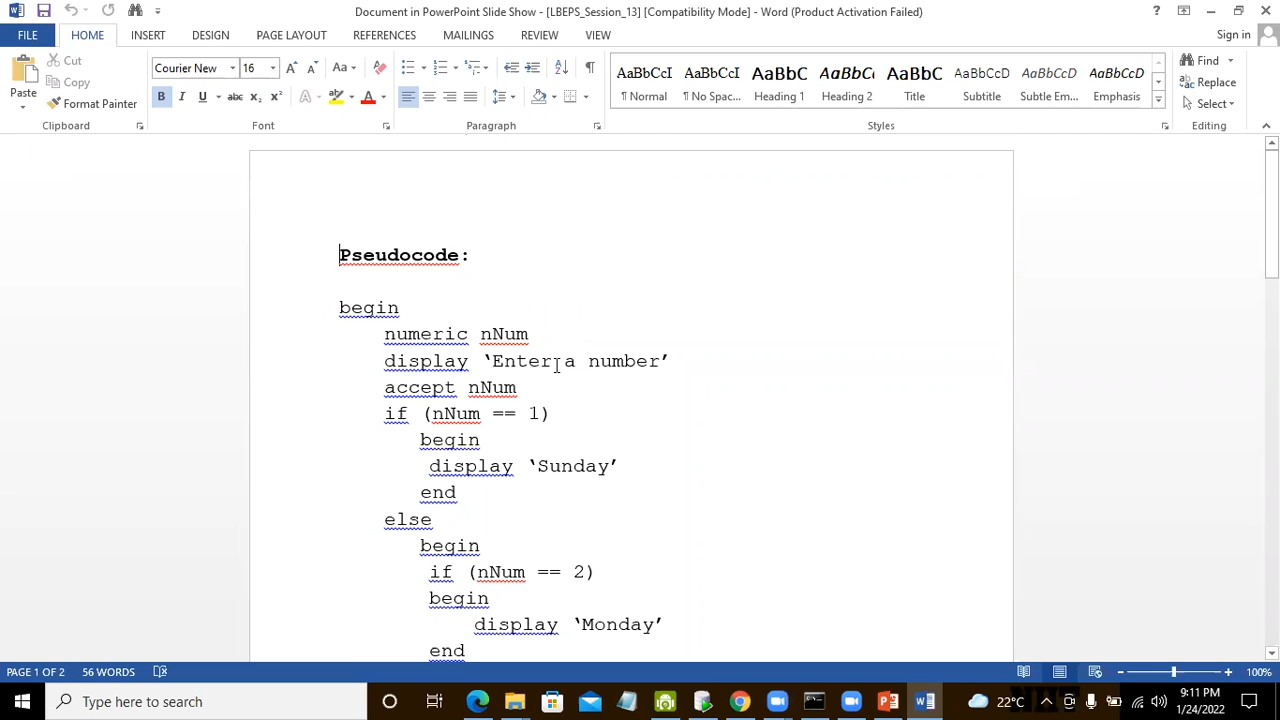 Document in PowerPoint Slide Show - [LBEPS_Session_13] [Compatibility Mode] - Word (Product Activation Failed)
FILE HOME INSERT DESIGN PAGE LAYOUT REFERENCES MAILINGS REVIEW VIEW Sign in
Cut
Copy
Format Painter
Paste
Courier New 16
AaBbCcI AaBbCcI AaBbC AaBbC AaBbC AaBbCcD AaBbCcD AaBbCcD
¶ Normal ¶ No Spac... Heading 1 Heading 2 Title Subtitle Subtle Em... Emphasis
Find
Replace
Select
Clipboard Font Paragraph Styles Editing
Pseudocode:
begin
numeric nNum
display ‘Enter a number’
accept nNum
if (nNum == 1)
begin
display ‘Sunday’
end
else
begin
if (nNum == 2)
begin
display ‘Monday’
end
PAGE 1 OF 2 56 WORDS 100%
Type here to search
22°C
9:11 PM
1/24/2022